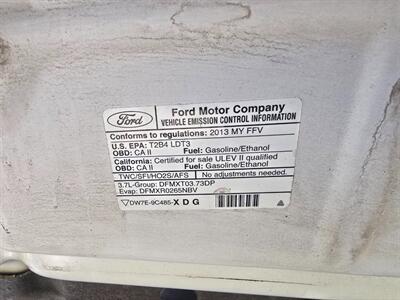 Ford
Ford Motor Company
VEHICLE EMISSION CONTROL INFORMATION
Conforms to regulations: 2013 MY FFV
U.S. EPA: T2B4 LDT3
OBD: CA II Fuel: Gasoline/Ethanol
California: Certified for sale ULEV II qualified
OBD: CA II Fuel: Gasoline/Ethanol
TWC/SFI/HO2S/AFS No adjustments needed.
3.7L-Group: DFMXT03.73DP
Evap: DFMXR0265NBV
DW7E-9C485-XDG